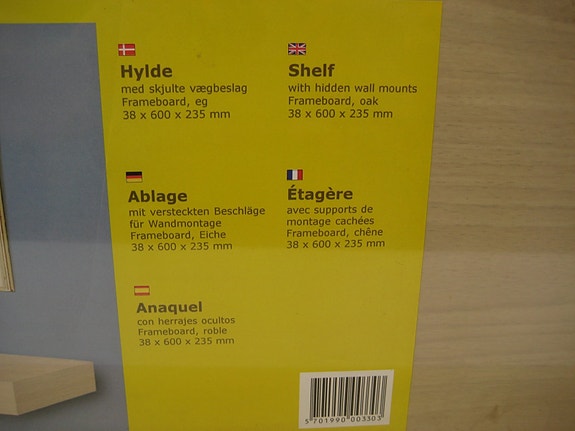 Hylde
med skjulte vægbeslag
Frameboard, eg
38 x 600 x 235 mm
Shelf
with hidden wall mounts
Frameboard, oak
38 x 600 x 235 mm
Ablage
mit versteckten Beschläge
für Wandmontage
Frameboard, Eiche
38 x 600 x 235 mm
Étagère
avec supports de
montage cachées
Frameboard, chêne
38 x 600 x 235 mm
Anaquel
con herrajes ocultos
Frameboard, roble
38 x 600 x 235 mm
5 701990 003303